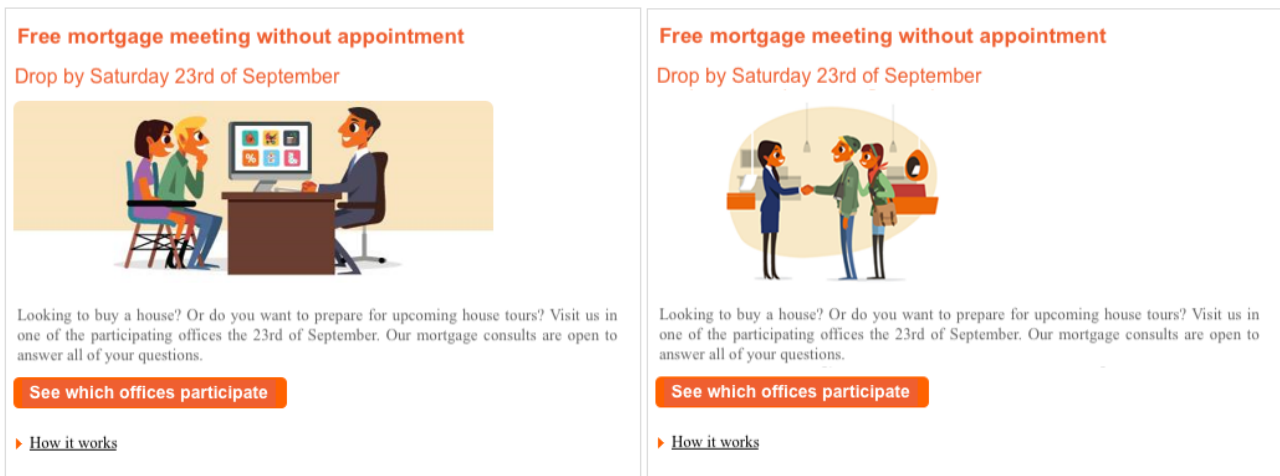 Free mortgage meeting without appointment
Drop by Saturday 23rd of September
%
Looking to buy a house? Or do you want to prepare for upcoming house tours? Visit us in
one of the participating offices the 23rd of September. Our mortgage consults are open to
answer all of your questions.
See which offices participate
How it works
Free mortgage meeting without appointment
Drop by Saturday 23rd of September
Looking to buy a house? Or do you want to prepare for upcoming house tours? Visit us in
one of the participating offices the 23rd of September. Our mortgage consults are open to
answer all of your questions.
See which offices participate
How it works